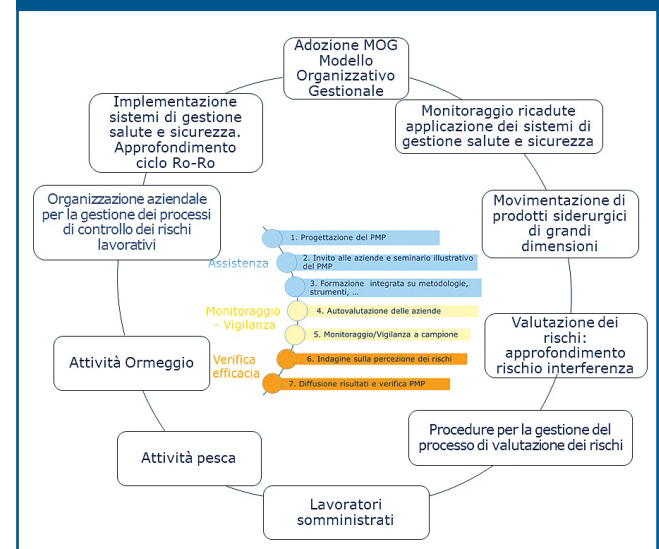 Adozione MOG
Modello
Organizzativo
Gestionale
Monitoraggio ricadute
applicazione dei sistemi di
gestione salute e sicurezza
Movimentazione di
prodotti siderurgici
di grandi
dimensioni
Valutazione dei
rischi:
approfondimento
rischio interferenza
Procedure per la gestione del
processo di valutazione dei rischi
Lavoratori
somministrati
Attività pesca
Attività Ormeggio
Organizzazione aziendale
per la gestione dei processi
di controllo dei rischi
lavorativi
Implementazione
sistemi di gestione
salute e sicurezza.
Approfondimento
ciclo Ro-Ro
Assistenza
1. Progettazione del PMP
2. Invito alle aziende e seminario illustrativo
del PMP
3. Formazione integrata su metodologie,
strumenti, ...
Monitoraggio
- Vigilanza
4. Autovalutazione delle aziende
5. Monitoraggio/Vigilanza a campione
Verifica
efficacia
6. Indagine sulla percezione dei rischi
7. Diffusione risultati e verifica PMP